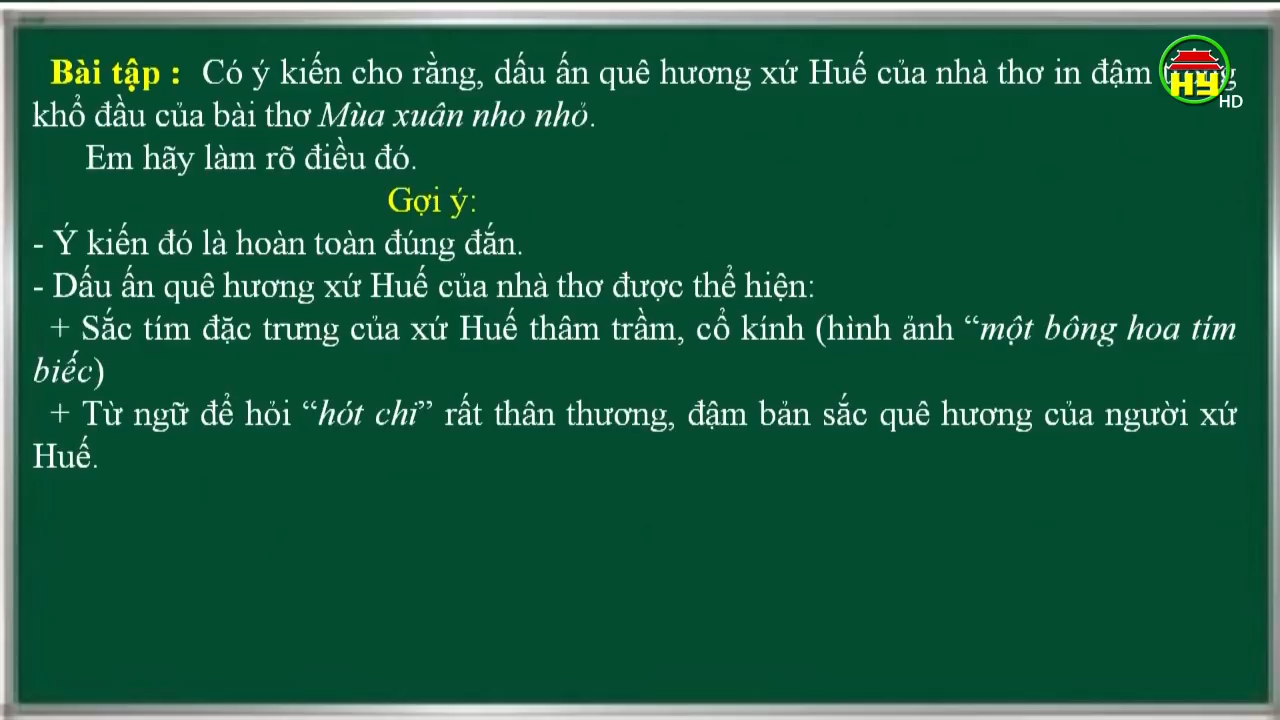 Bài tập : Có ý kiến cho rằng, dấu ấn quê hương xứ Huế của nhà thơ in đậm
khổ đầu của bài thơ Mùa xuân nho nhỏ.
Em hãy làm rõ điều đó.
Gợi ý:
- Ý kiến đó là hoàn toàn đúng đắn.
- Dấu ấn quê hương xứ Huế của nhà thơ được thể hiện:
+ Sắc tím đặc trưng của xứ Huế thâm trầm, cổ kính (hình ảnh “một bông hoa tím
biếc)
+ Từ ngữ để hỏi “hót chi” rất thân thương, đậm bản sắc quê hương của người xứ
Huế.
HY
HD